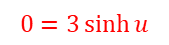 0 = 3 sinh u